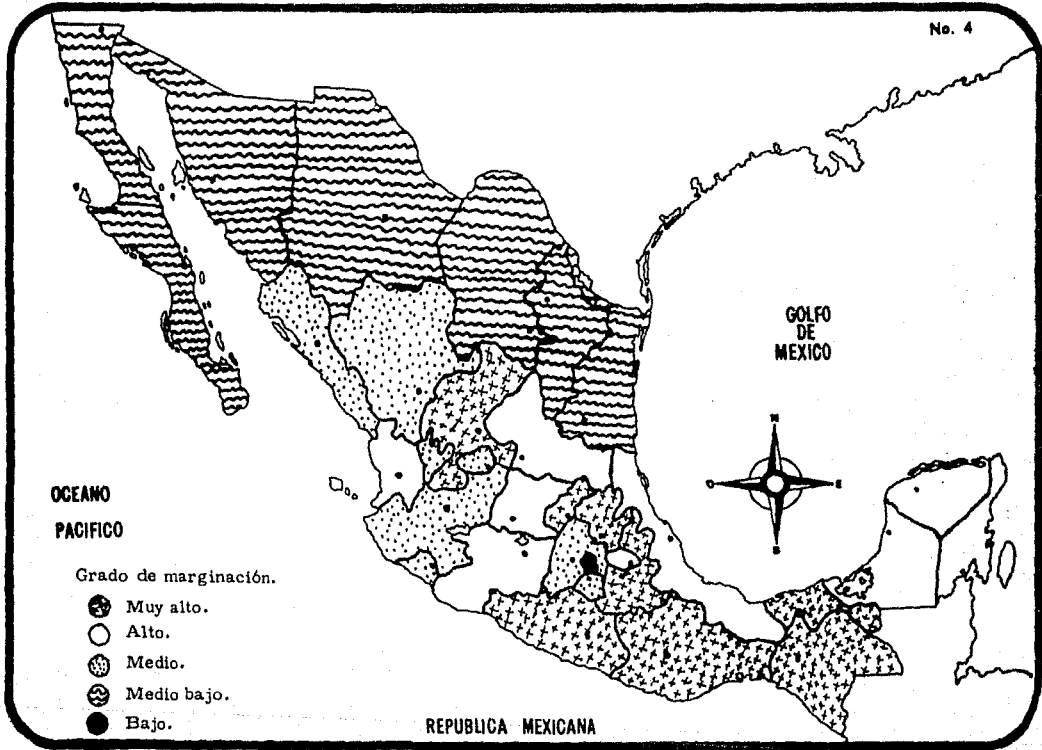 No. 4
GOLFO
DE
MEXICO
N
O
E
S
OCEANO
PACIFICO
Grado de marginación.
Muy alto.
Alto.
Medio.
Medio bajo.
Bajo.
REPUBLICA MEXICANA